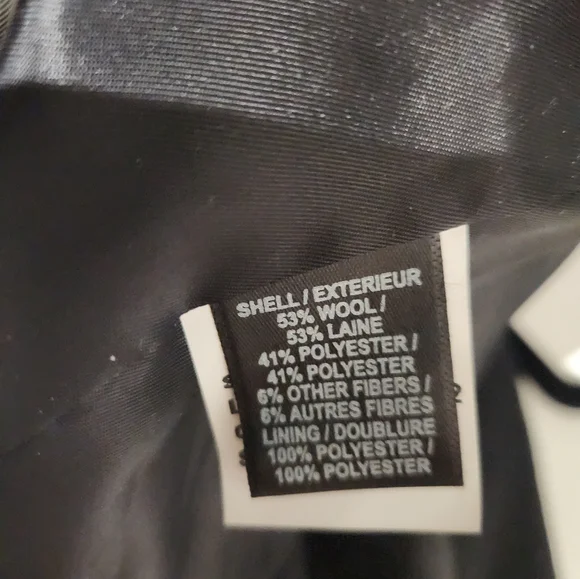 SHELL / EXTERIEUR
53% WOOL /
53% LAINE
41% POLYESTER /
41% POLYESTER
6% OTHER FIBERS /
6% AUTRES FIBRES
LINING / DOUBLURE
100% POLYESTER /
100% POLYESTER